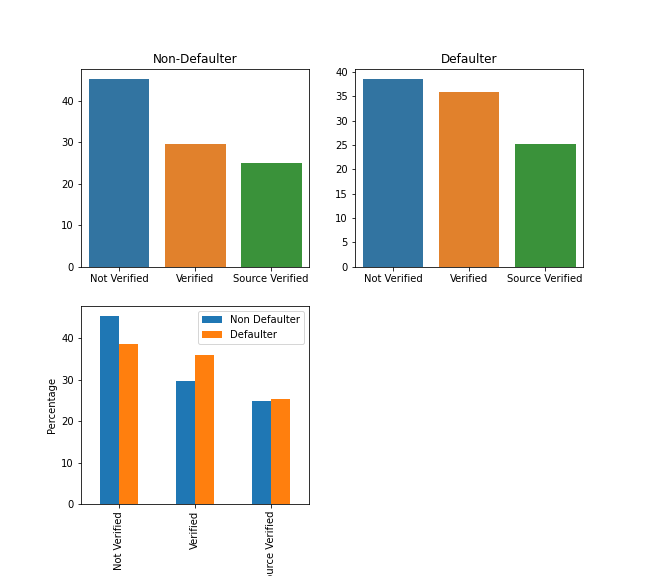 Non-Defaulter
40
30
20
10
0
Not Verified Verified Source Verified
Defaulter
40
35
30
25
20
15
10
5
0
Not Verified Verified Source Verified
Non Defaulter
Defaulter
Percentage
40
30
20
10
0
Not Verified
Verified
ource Verified